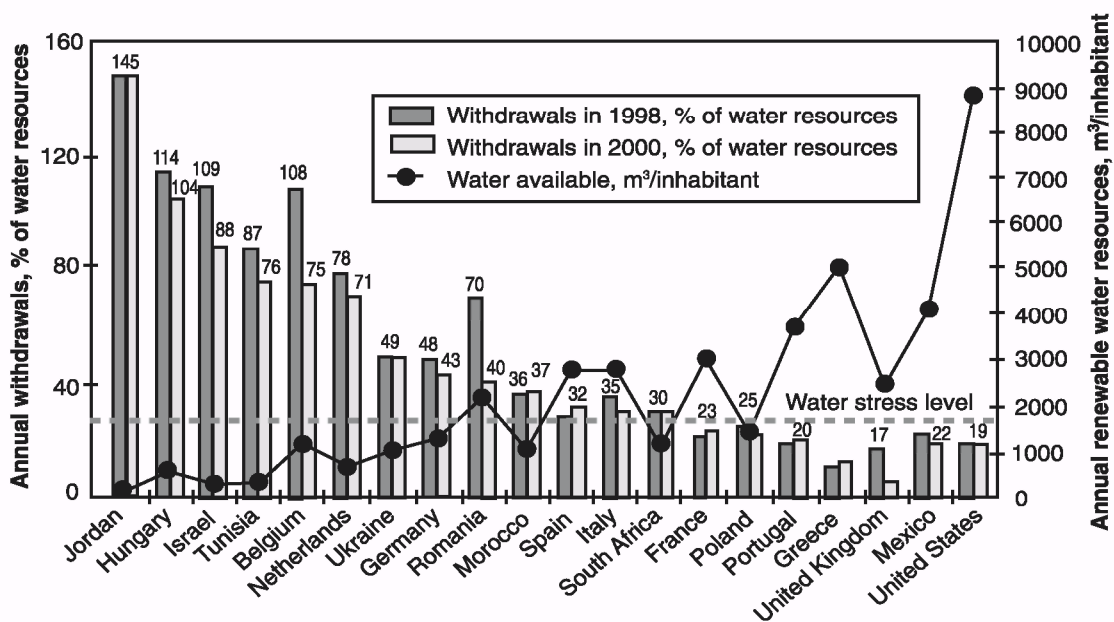 Annual withdrawals, % of water resources
160
120
80
40
0
Withdrawals in 1998, % of water resources
Withdrawals in 2000, % of water resources
Water available, m³/inhabitant
145
114
104
109
88
87
76
108
75
78
71
49
48
43
70
40
36
37
32
35
30
23
25
20
17
22
19
Water stress level
10000
9000
8000
7000
6000
5000
4000
3000
2000
1000
0
Annual renewable water resources, m³/inhabitant
Jordan
Hungary
Israel
Tunisia
Belgium
Netherlands
Ukraine
Germany
Romania
Morocco
Spain
Italy
South Africa
France
Poland
Portugal
Greece
United Kingdom
Mexico
United States